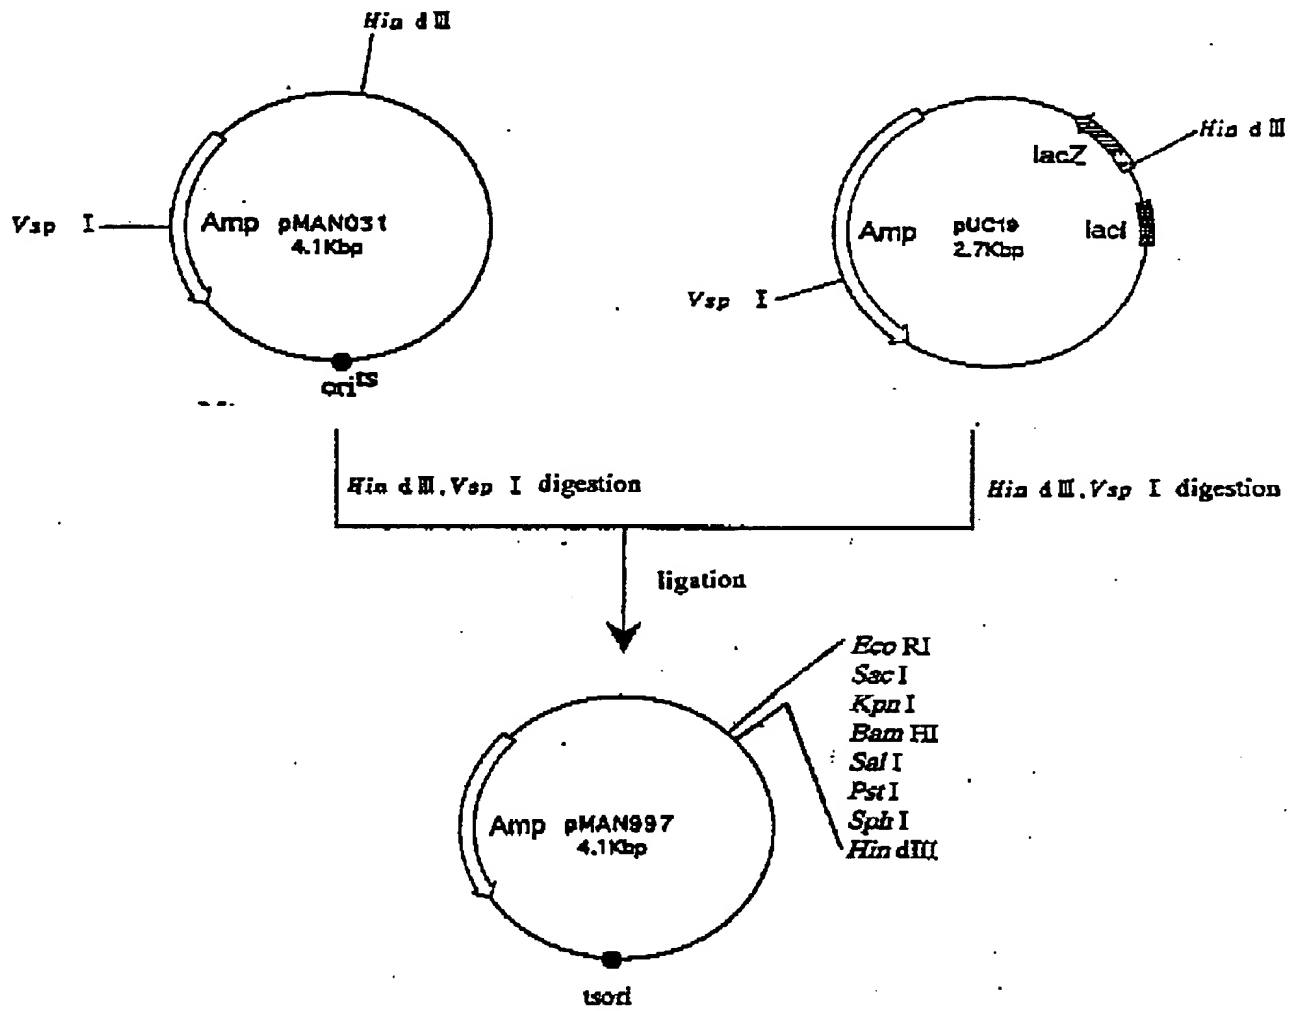 Hin dⅢ
Vsp Ⅰ
Amp pMAN031
4.1Kbp
ori^ts
Hin dⅢ
lacZ
lacI
Amp pUC19
2.7Kbp
Vsp Ⅰ
Hin dⅢ, Vsp Ⅰ digestion
Hin dⅢ, Vsp Ⅰ digestion
ligation
Eco RI
Sac I
Kpn I
Bam HI
Sal I
Pst I
Sph I
Hin dIII
Amp pMAN997
4.1Kbp
tsori